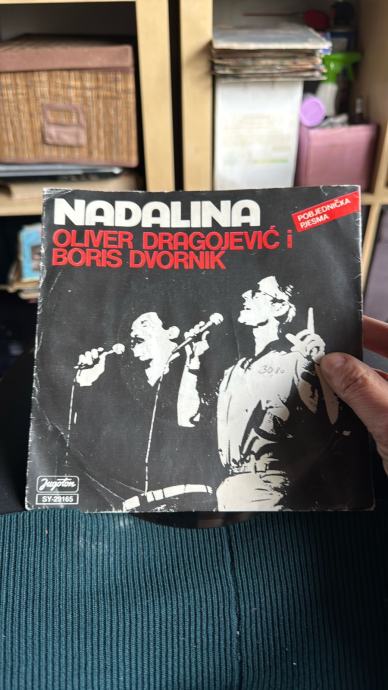 NADALINA
OLIVER DRAGOJEVIĆ i
BORIS DVORNIK
POBJEDNIČKA
PJESMA
Jugoton
SY-29165